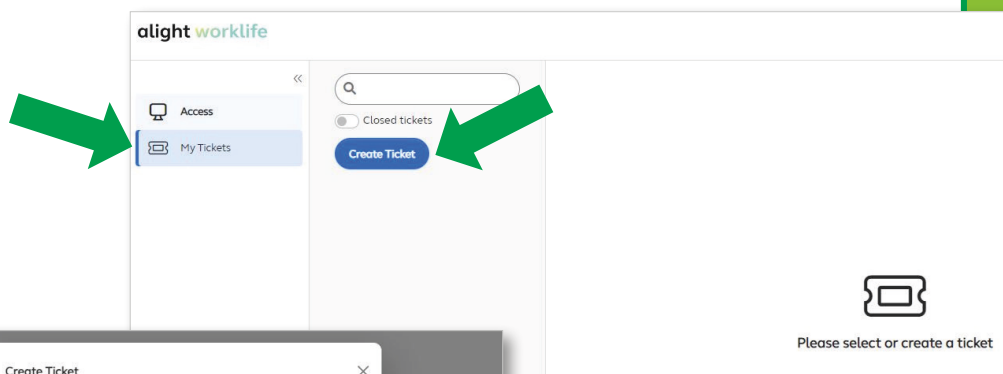 alight worklife
Access
My Tickets
Closed tickets
Create Ticket
Please select or create a ticket
Create Ticket